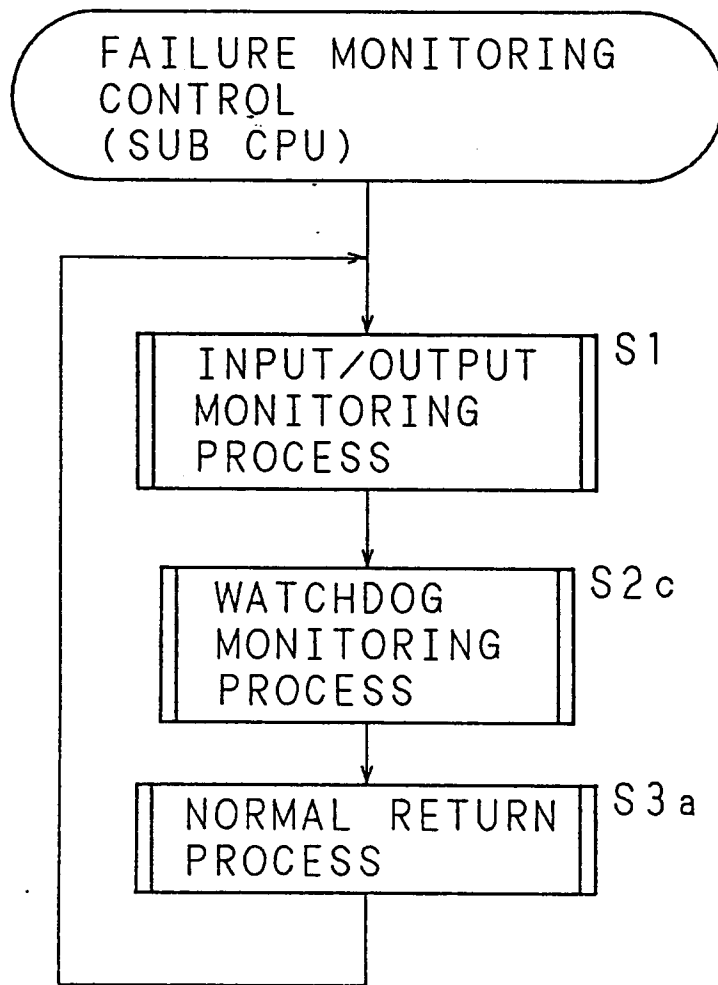 FAILURE MONITORING
CONTROL
(SUB CPU)
S1
INPUT/OUTPUT
MONITORING
PROCESS
S2c
WATCHDOG
MONITORING
PROCESS
S3a
NORMAL RETURN
PROCESS